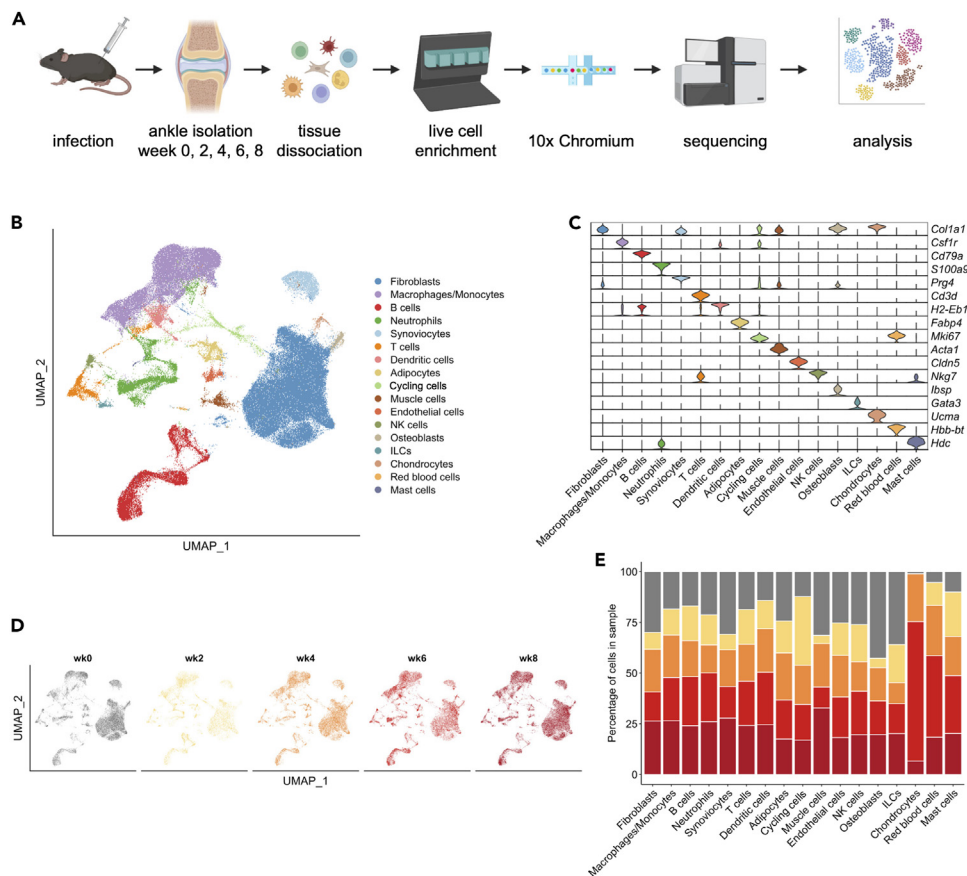 A
infection
ankle isolation
week 0, 2, 4, 6, 8
tissue
dissociation
live cell
enrichment
10x Chromium
sequencing
analysis
B
UMAP_2
UMAP_1
Fibroblasts
Macrophages/Monocytes
B cells
Neutrophils
Synoviocytes
T cells
Dendritic cells
Adipocytes
Cycling cells
Muscle cells
Endothelial cells
NK cells
Osteoblasts
ILCs
Chondrocytes
Red blood cells
Mast cells
C
Col1a1
Csf1r
Cd79a
S100a9
Prg4
Cd3d
H2-Eb1
Fabp4
Mki67
Acta1
Cldn5
Nkg7
Ibsp
Gata3
Ucma
Hbb-bt
Hdc
Fibroblasts
Macrophages/Monocytes
B cells
Neutrophils
Synoviocytes
T cells
Dendritic cells
Adipocytes
Cycling cells
Muscle cells
Endothelial cells
NK cells
Osteoblasts
ILCs
Chondrocytes
Red blood cells
Mast cells
D
wk0
wk2
wk4
wk6
wk8
UMAP_2
UMAP_1
E
Percentage of cells in sample
100
75
50
25
0
Fibroblasts
Macrophages/Monocytes
B cells
Neutrophils
Synoviocytes
T cells
Dendritic cells
Adipocytes
Cycling cells
Muscle cells
Endothelial cells
NK cells
Osteoblasts
ILCs
Chondrocytes
Red blood cells
Mast cells